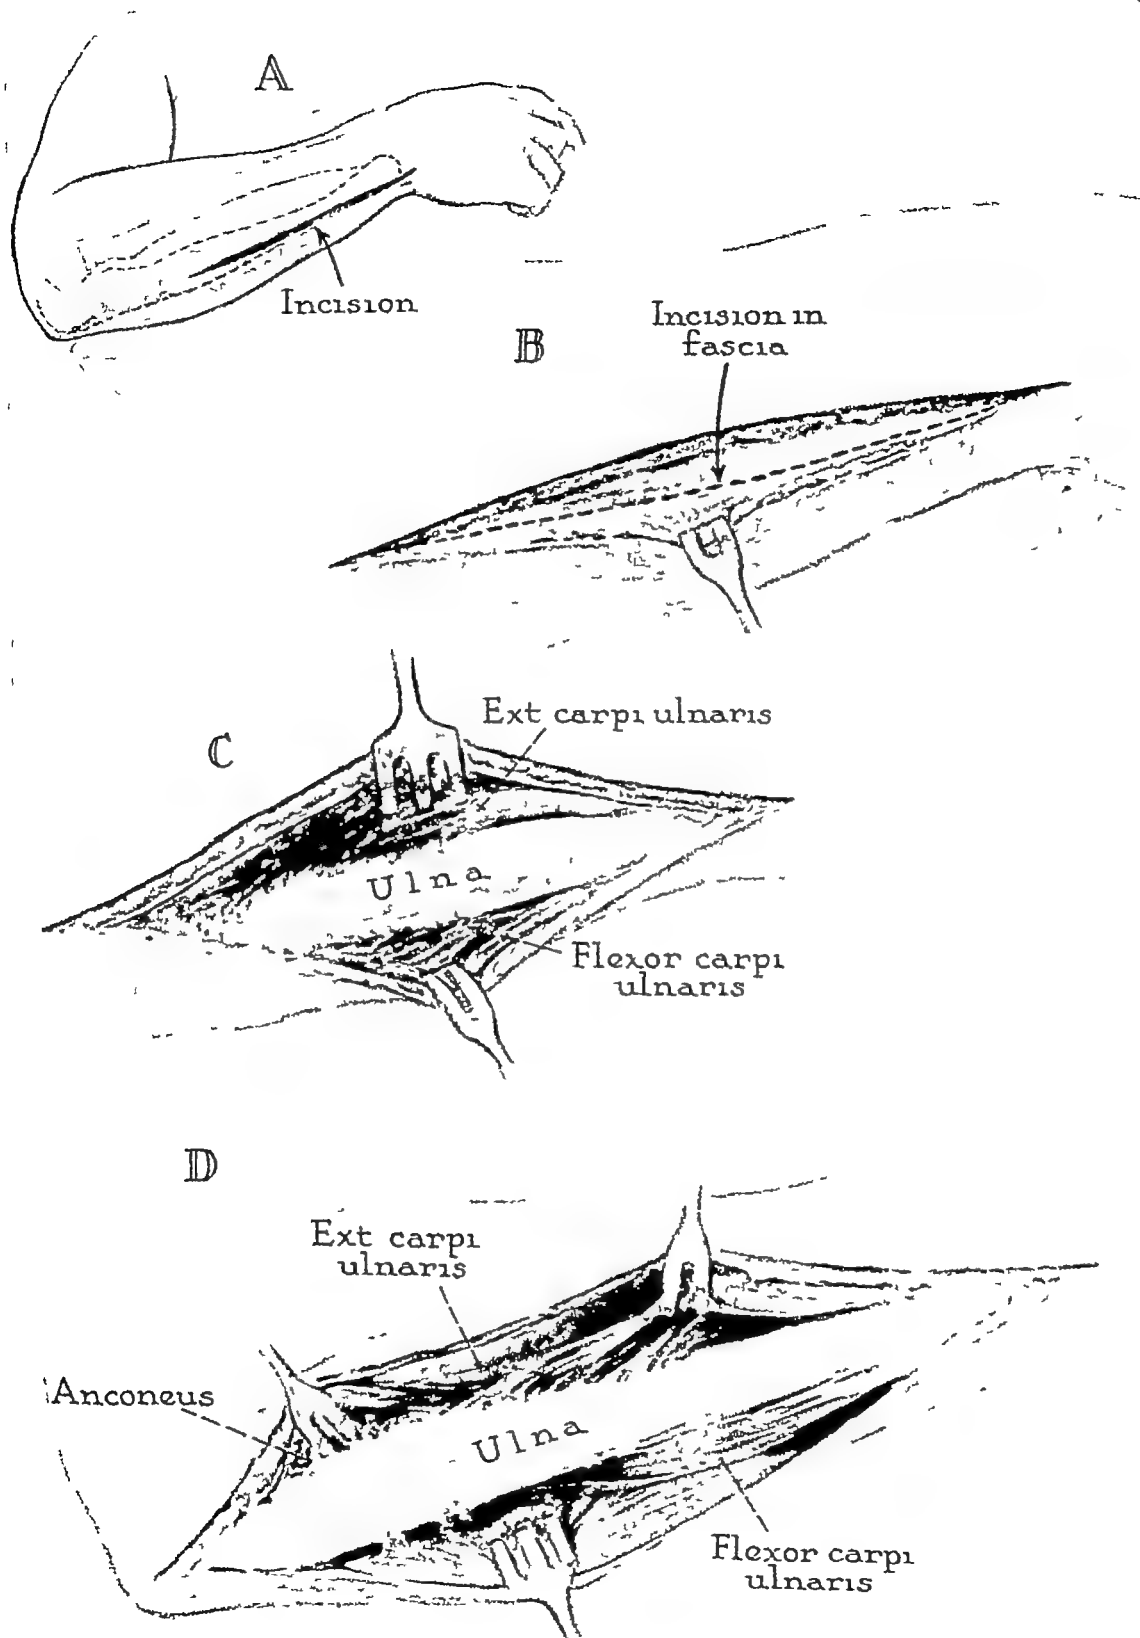 A
Incision
B
Incision in
fascia
C
Ext carpi ulnaris
Ulna
Flexor carpi
ulnaris
D
Ext carpi
ulnaris
Anconeus
Ulna
Flexor carpi
ulnaris